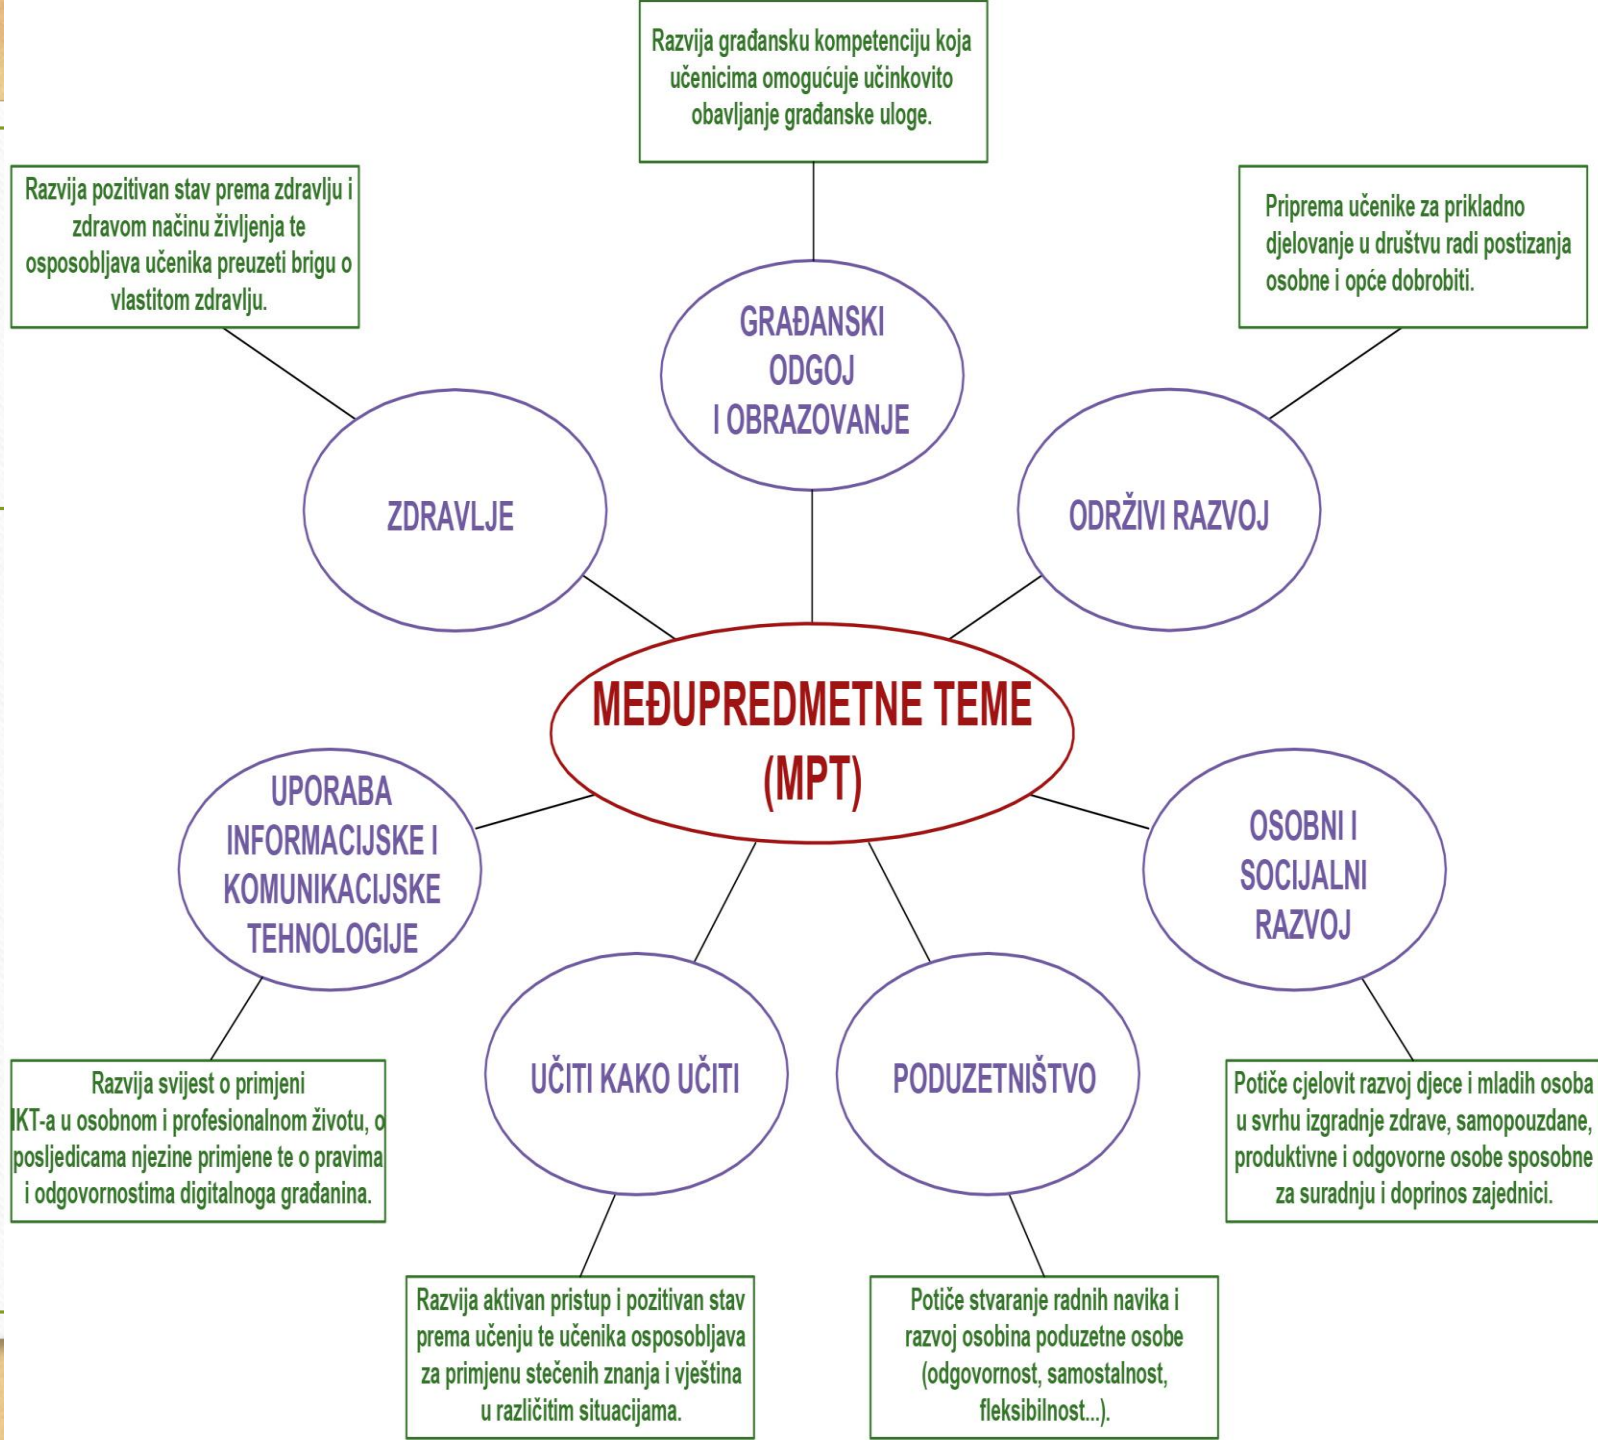 Razvija građansku kompetenciju koja
učenicima omogućuje učinkovito
obavljanje građanske uloge.
Razvija pozitivan stav prema zdravlju i
zdravom načinu življenja te
osposobljava učenika preuzeti brigu o
vlastitom zdravlju.
Priprema učenike za prikladno
djelovanje u društvu radi postizanja
osobne i opće dobrobiti.
GRAĐANSKI
ODGOJ
I OBRAZOVANJE
ZDRAVLJE
ODRŽIVI RAZVOJ
MEĐUPREDMETNE TEME
(MPT)
UPORABA
INFORMACIJSKE I
KOMUNIKACIJSKE
TEHNOLOGIJE
OSOBNI I
SOCIJALNI
RAZVOJ
UČITI KAKO UČITI
PODUZETNIŠTVO
Razvija svijest o primjeni
IKT-a u osobnom i profesionalnom životu, o
posljedicama njezine primjene te o pravima
i odgovornostima digitalnoga građanina.
Potiče cjelovit razvoj djece i mladih osoba
u svrhu izgradnje zdrave, samopouzdane,
produktivne i odgovorne osobe sposobne
za suradnju i doprinos zajednici.
Razvija aktivan pristup i pozitivan stav
prema učenju te učenika osposobljava
za primjenu stečenih znanja i vještina
u različitim situacijama.
Potiče stvaranje radnih navika i
razvoj osobina poduzetne osobe
(odgovornost, samostalnost,
fleksibilnost...).